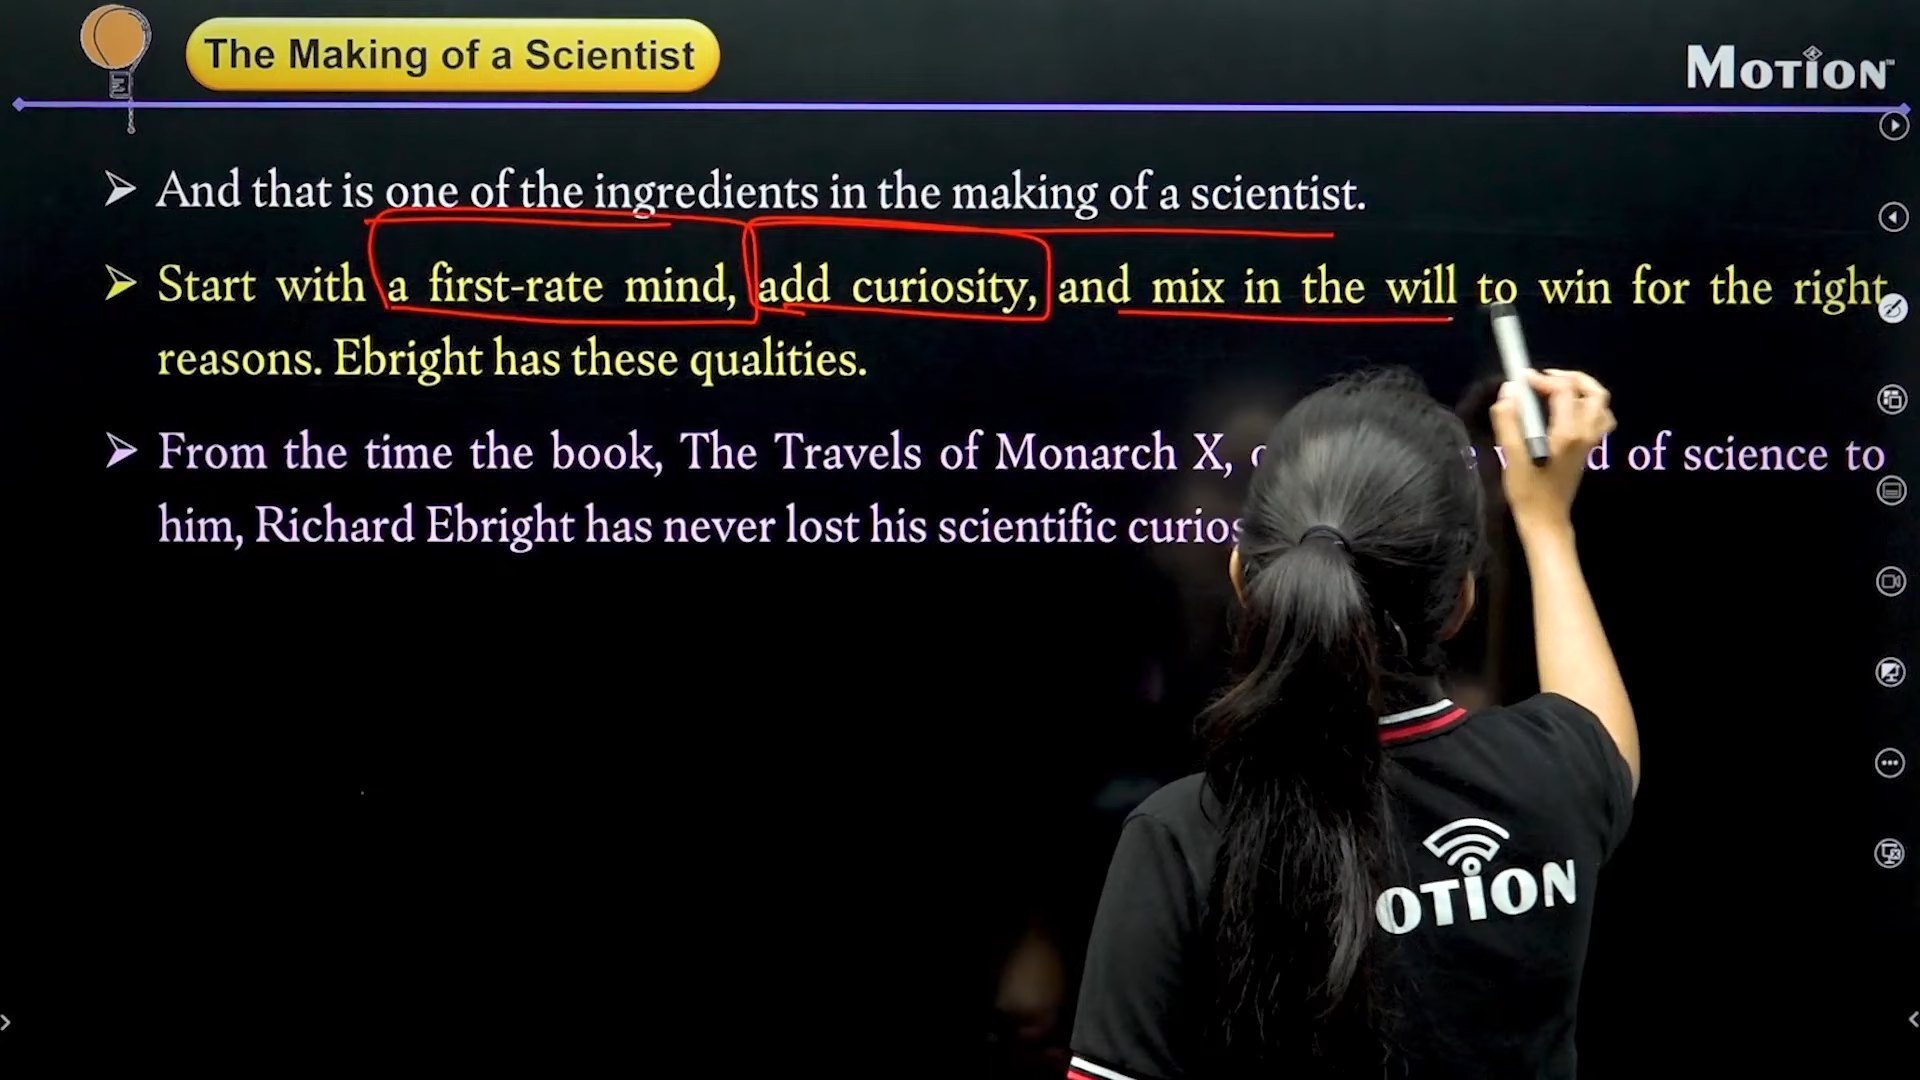 The Making of a Scientist
MOTION
➢ And that is one of the ingredients in the making of a scientist.
➢ Start with a first-rate mind, add curiosity, and mix in the will to win for the right
reasons. Ebright has these qualities.
➢ From the time the book, The Travels of Monarch X, of science to
him, Richard Ebright has never lost his scientific
OTION